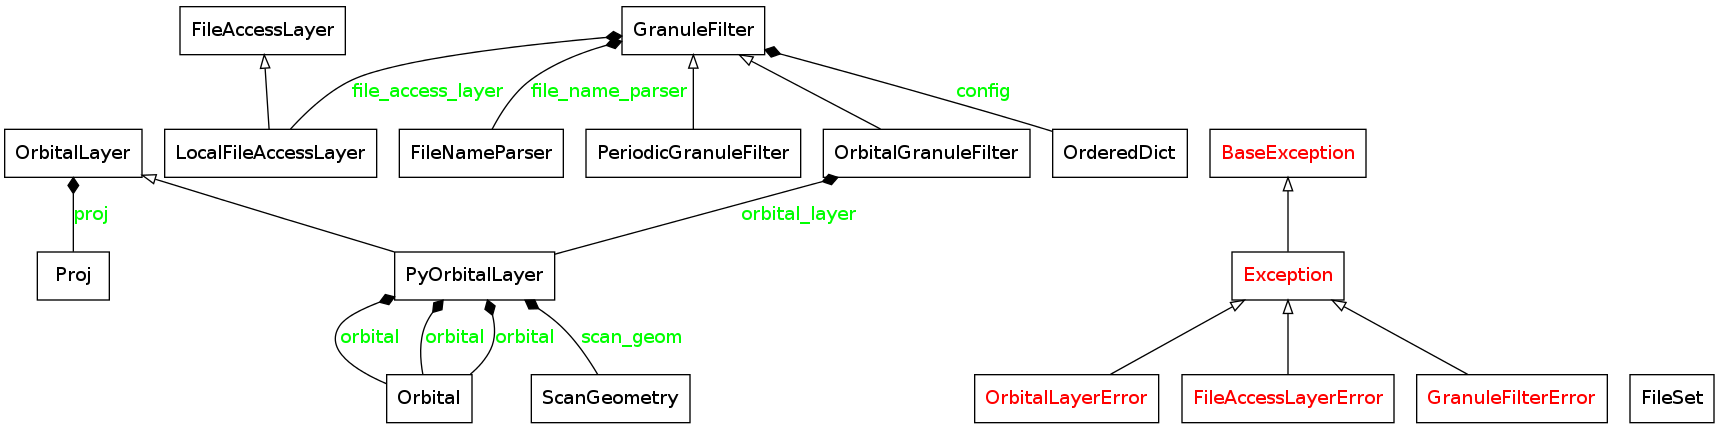 FileAccessLayer
GranuleFilter
file_access_layer
file_name_parser
config
OrbitalLayer
LocalFileAccessLayer
FileNameParser
PeriodicGranuleFilter
OrbitalGranuleFilter
OrderedDict
BaseException
proj
orbital_layer
Proj
PyOrbitalLayer
Exception
orbital
orbital
orbital
scan_geom
Orbital
ScanGeometry
OrbitalLayerError
FileAccessLayerError
GranuleFilterError
FileSet